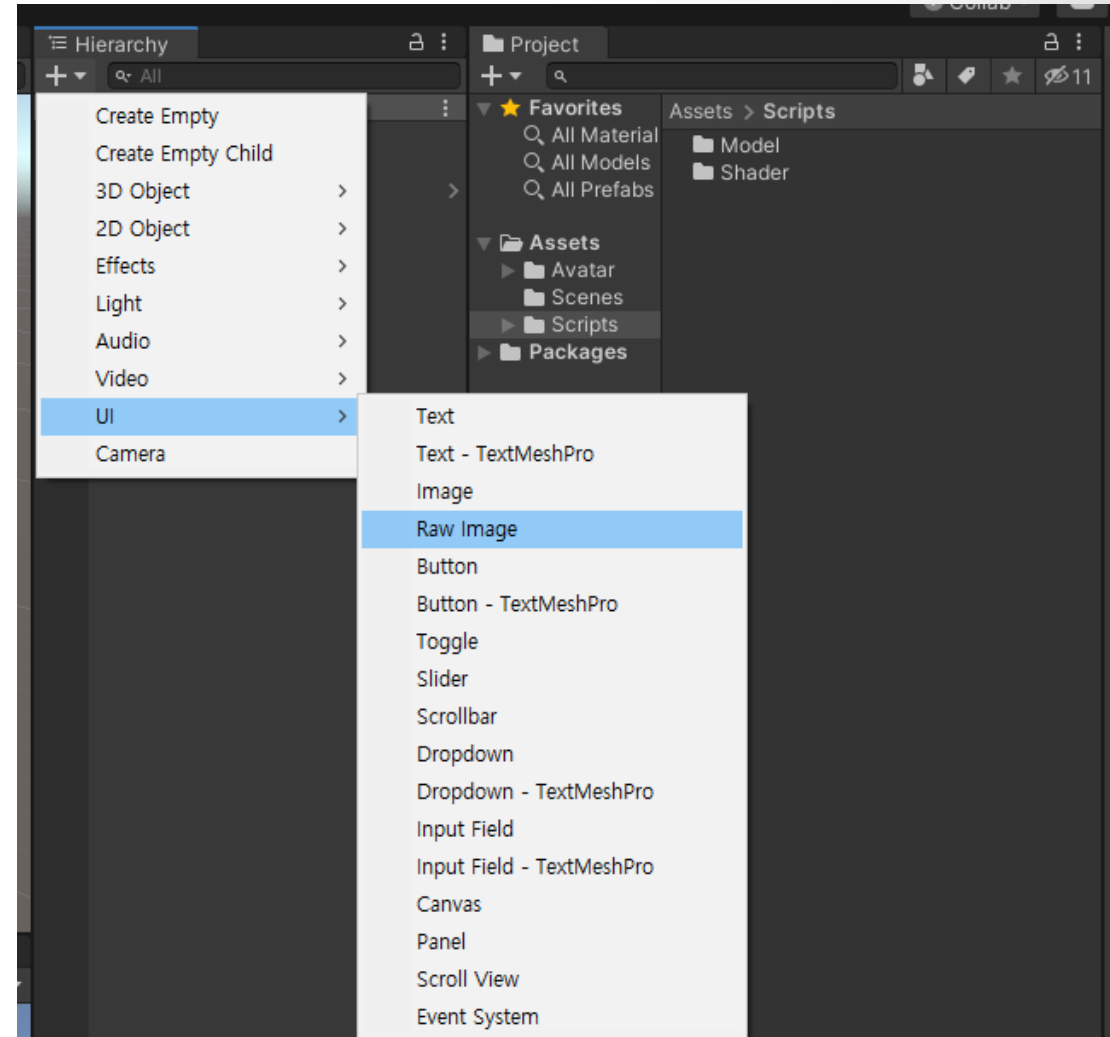 Collab
Hierarchy
All
Create Empty
Create Empty Child
3D Object
2D Object
Effects
Light
Audio
Video
UI
Camera
Text
Text - TextMeshPro
Image
Raw Image
Button
Button - TextMeshPro
Toggle
Slider
Scrollbar
Dropdown
Dropdown - TextMeshPro
Input Field
Input Field - TextMeshPro
Canvas
Panel
Scroll View
Event System
Project
11
Favorites
All Material
All Models
All Prefabs
Assets
Avatar
Scenes
Scripts
Packages
Assets > Scripts
Model
Shader